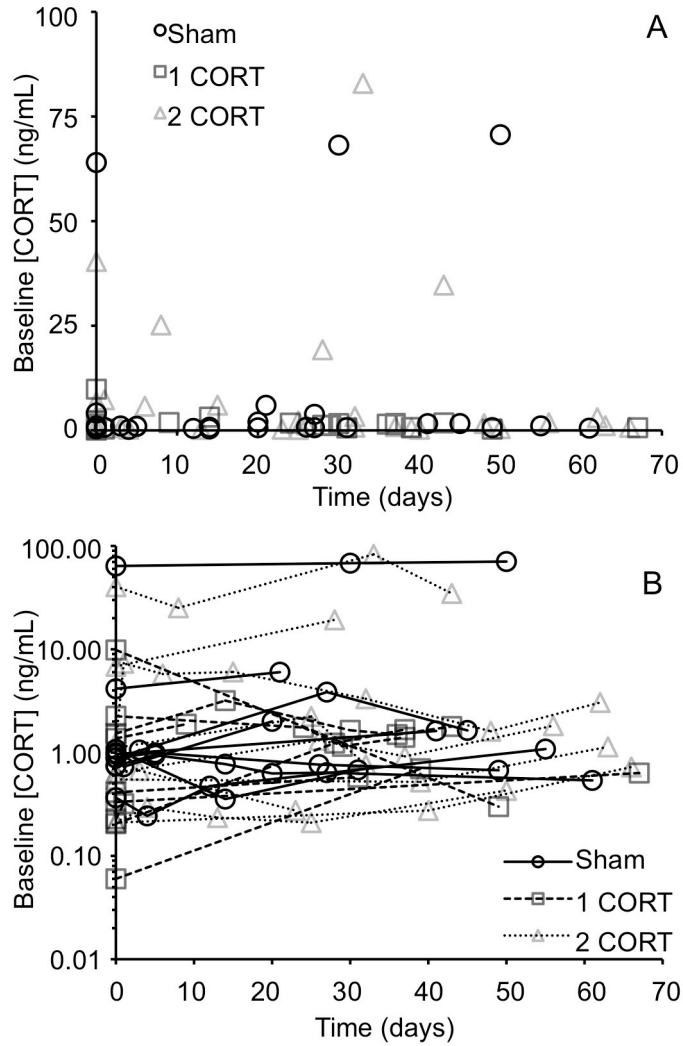 A
100
75
50
25
0
Baseline [CORT] (ng/mL)
Sham
1 CORT
2 CORT
0 10 20 30 40 50 60 70
Time (days)
B
100.00
10.00
1.00
0.10
0.01
Baseline [CORT] (ng/mL)
Sham
1 CORT
2 CORT
0 10 20 30 40 50 60 70
Time (days)